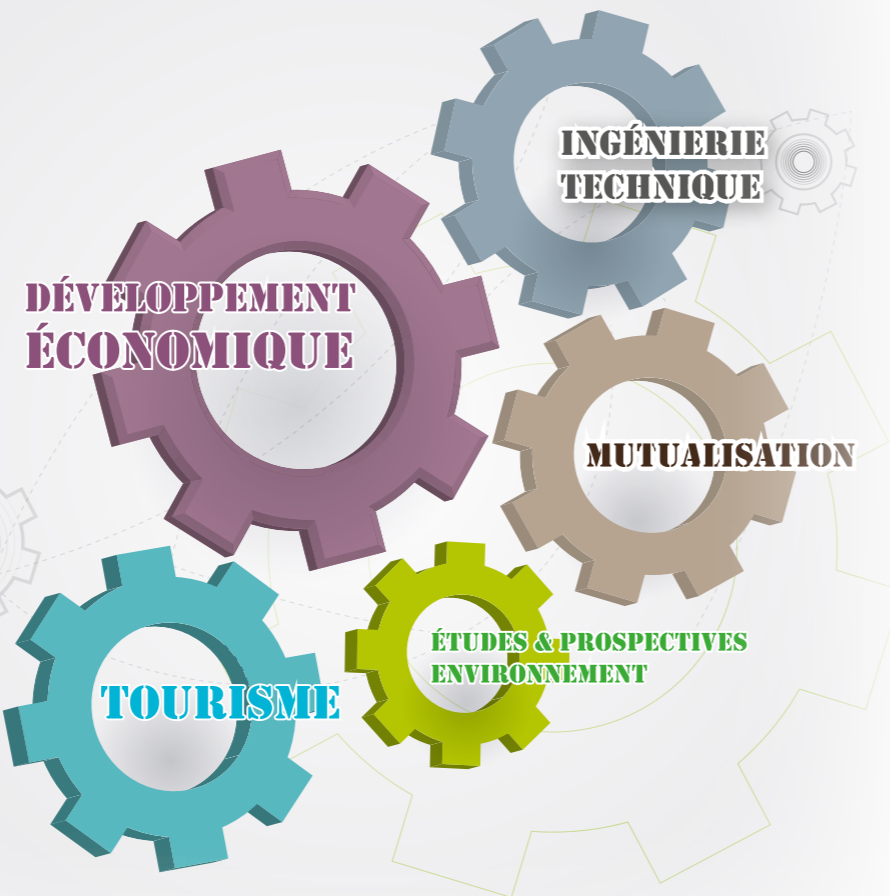 INGÉNIERIE
TECHNIQUE
DÉVELOPPEMENT
ÉCONOMIQUE
MUTUALISATION
ÉTUDES & PROSPECTIVES
ENVIRONNEMENT
TOURISME